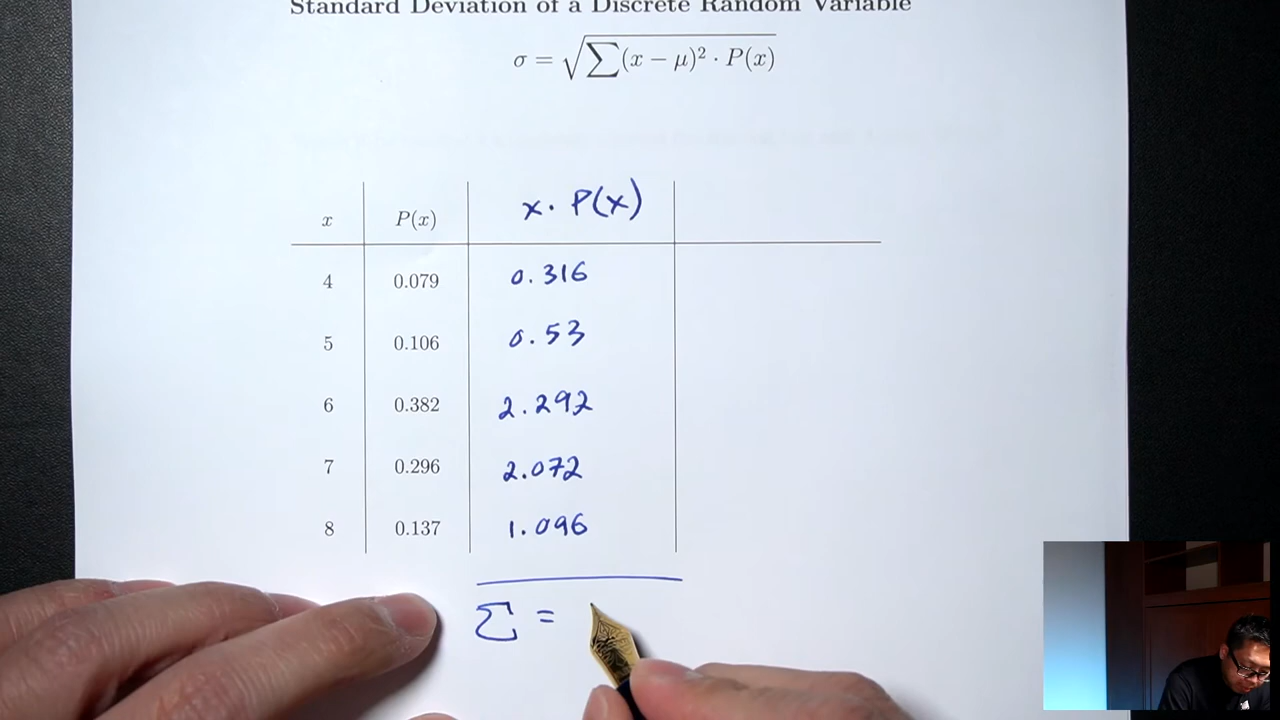 Standard Deviation of a Discrete Random Variable
σ = √∑(x − μ)² · P(x)
x P(x) x · P(x)
4 0.079 0.316
5 0.106 0.53
6 0.382 2.292
7 0.296 2.072
8 0.137 1.096
Σ =